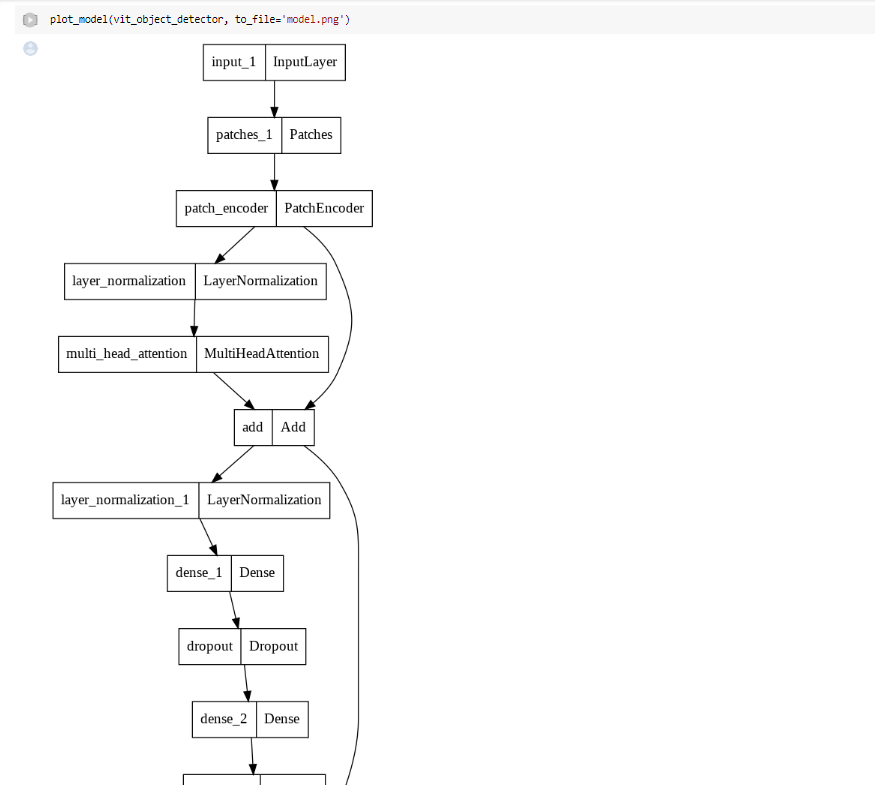 plot_model(vit_object_detector, to_file='model.png')
input_1 InputLayer
patches_1 Patches
patch_encoder PatchEncoder
layer_normalization LayerNormalization
multi_head_attention MultiHeadAttention
add Add
layer_normalization_1 LayerNormalization
dense_1 Dense
dropout Dropout
dense_2 Dense